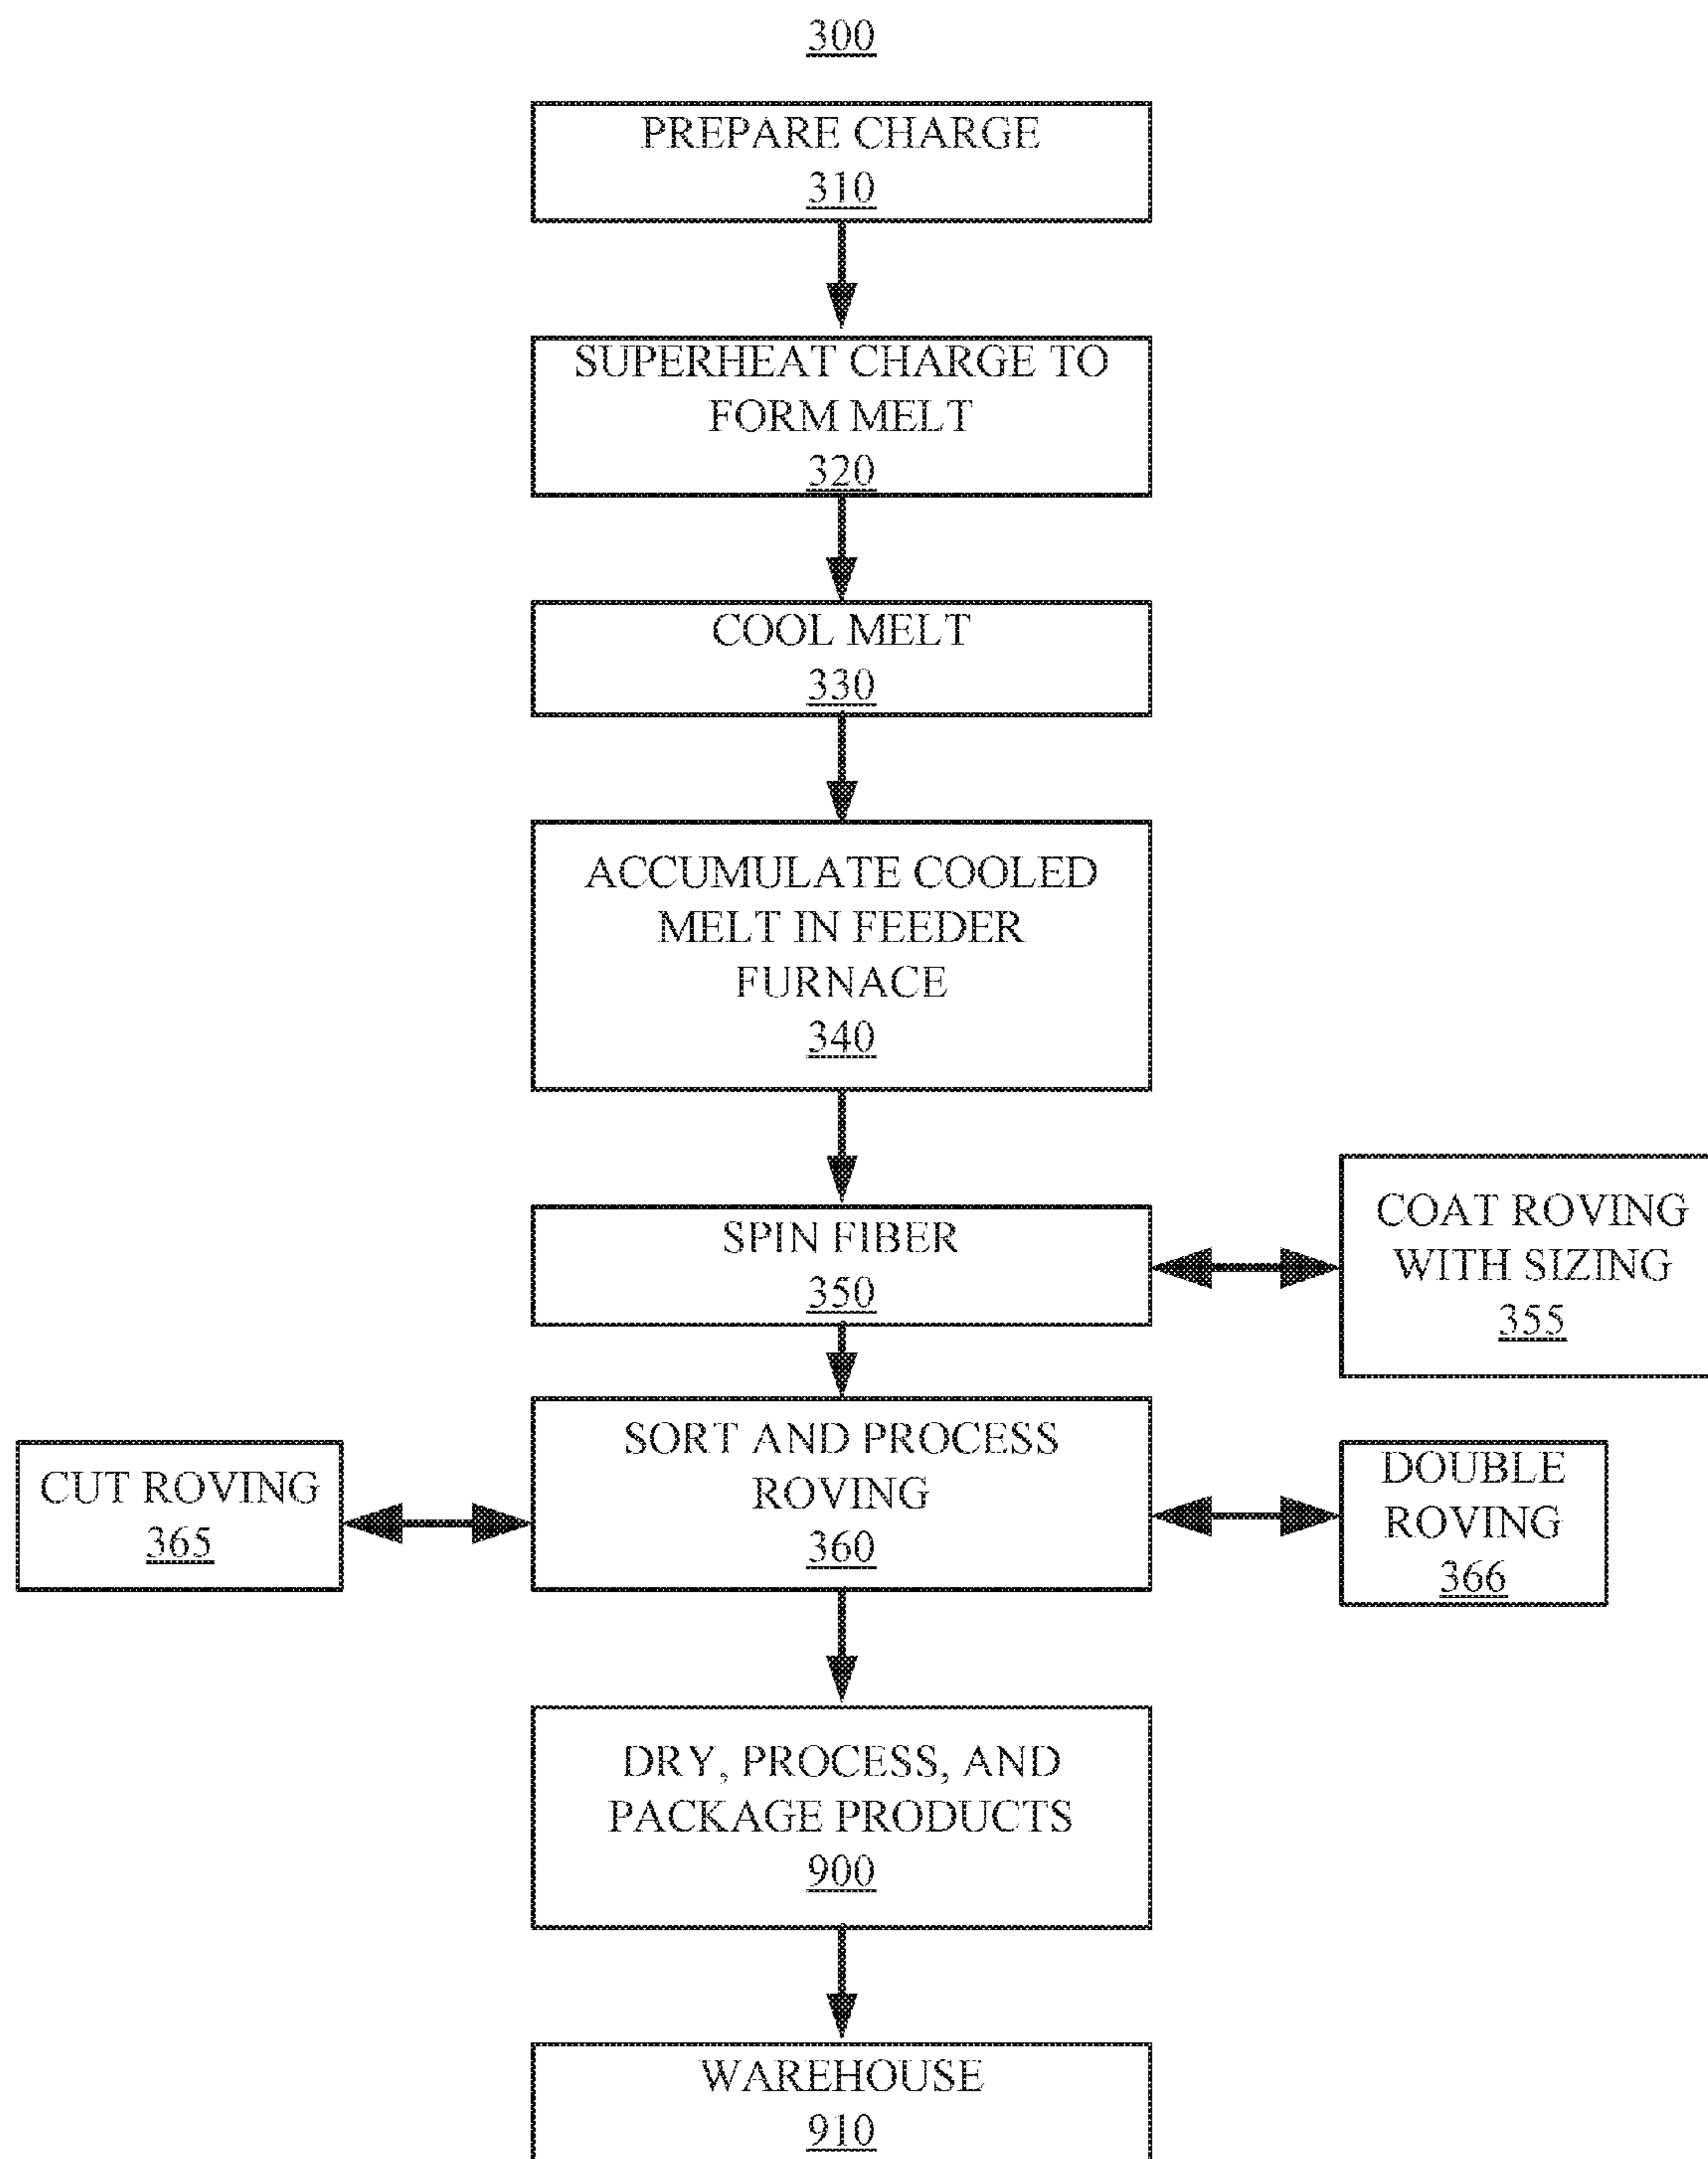 300
PREPARE CHARGE
310
SUPERHEAT CHARGE TO
FORM MELT
320
COOL MELT
330
ACCUMULATE COOLED
MELT IN FEEDER
FURNACE
340
SPIN FIBER
350
COAT ROVING
WITH SIZING
355
SORT AND PROCESS
ROVING
360
CUT ROVING
365
DOUBLE
ROVING
366
DRY, PROCESS, AND
PACKAGE PRODUCTS
900
WAREHOUSE
910